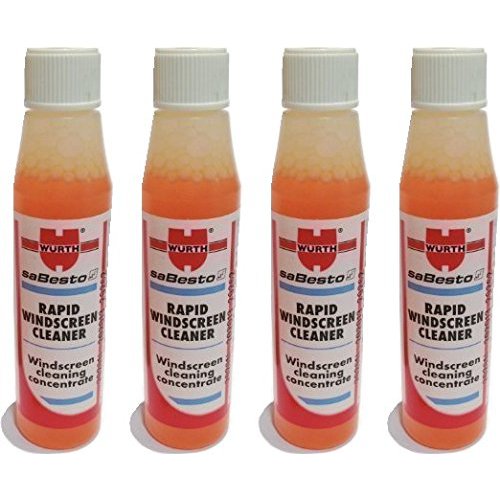 WÜRTH
saBesto
RAPID
WINDSCREEN
CLEANER
Windscreen
cleaning
concentrate
WÜRTH
saBesto
RAPID
WINDSCREEN
CLEANER
Windscreen
cleaning
concentrate
WÜRTH
saBesto
RAPID
WINDSCREEN
CLEANER
Windscreen
cleaning
concentrate
WÜRTH
saBesto
RAPID
WINDSCREEN
CLEANER
Windscreen
cleaning
concentrate